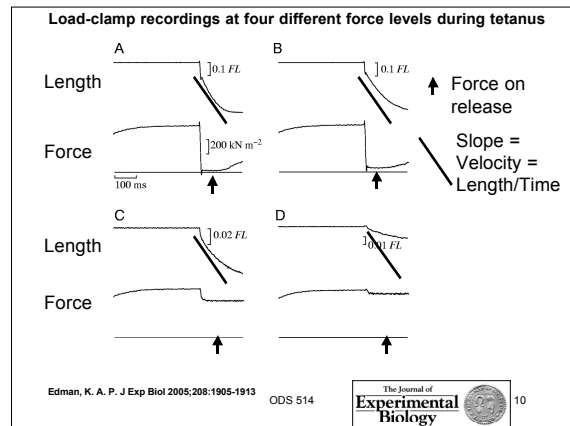 Load-clamp recordings at four different force levels during tetanus
A
B
Length
0.1 FL
0.1 FL
Force on
release
Force
200 kN m⁻²
Slope =
Velocity =
Length/Time
100 ms
C
D
Length
0.02 FL
0.01 FL
Force
Edman, K. A. P. J Exp Biol 2005;208:1905-1913
ODS 514
The Journal of
Experimental
Biology
10